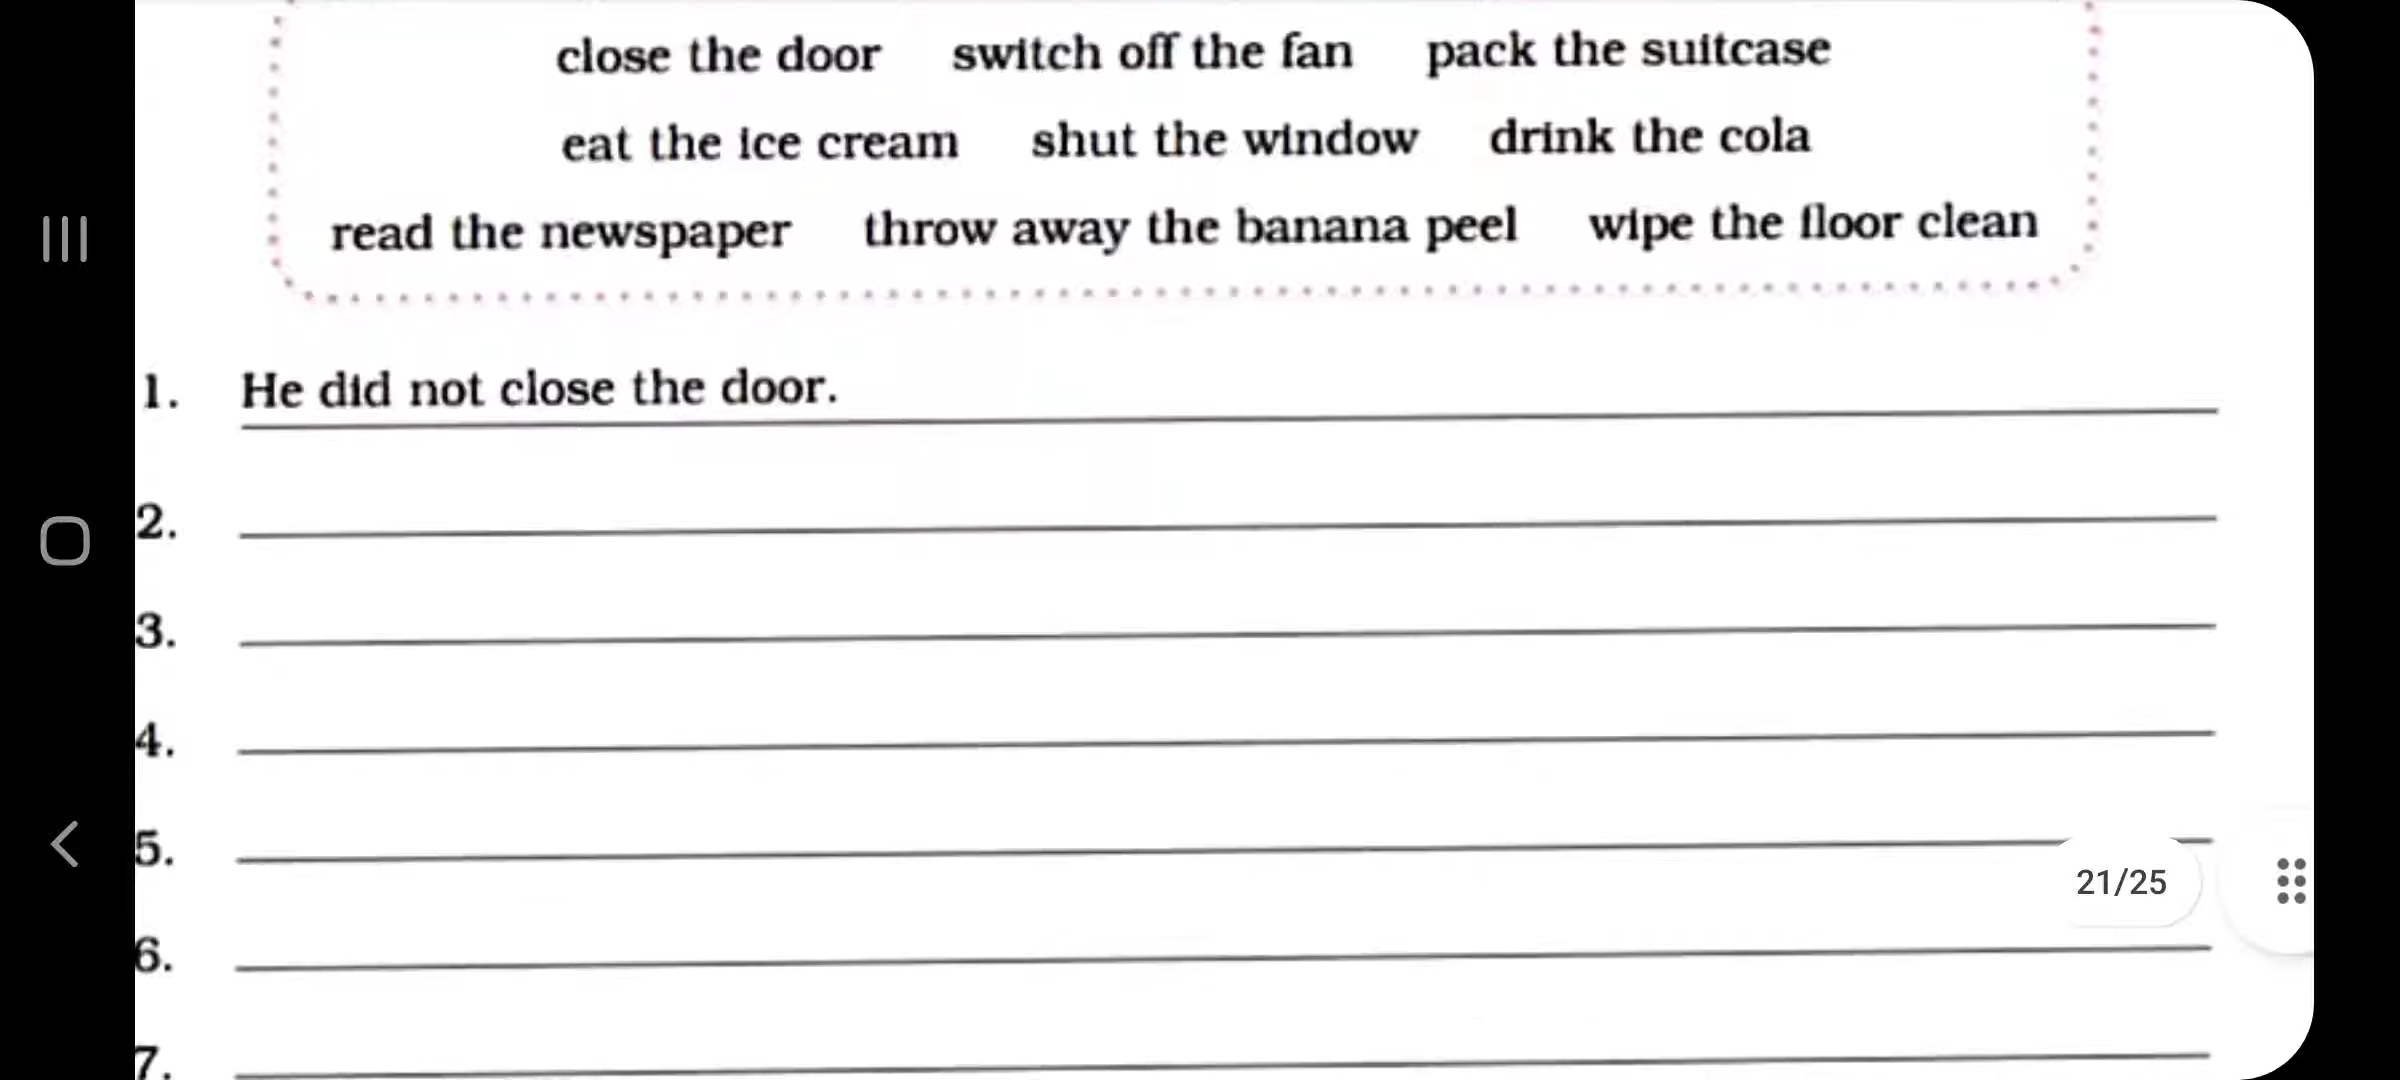 close the door switch off the fan pack the suitcase
eat the ice cream shut the window drink the cola
read the newspaper throw away the banana peel wipe the floor clean
1. He did not close the door.
2.
3.
4.
5.
21/25
6.
7.